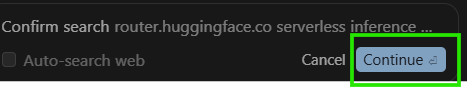 Confirm search router.huggingface.co serverless inference ...
Auto-search web
Cancel
Continue ⏎